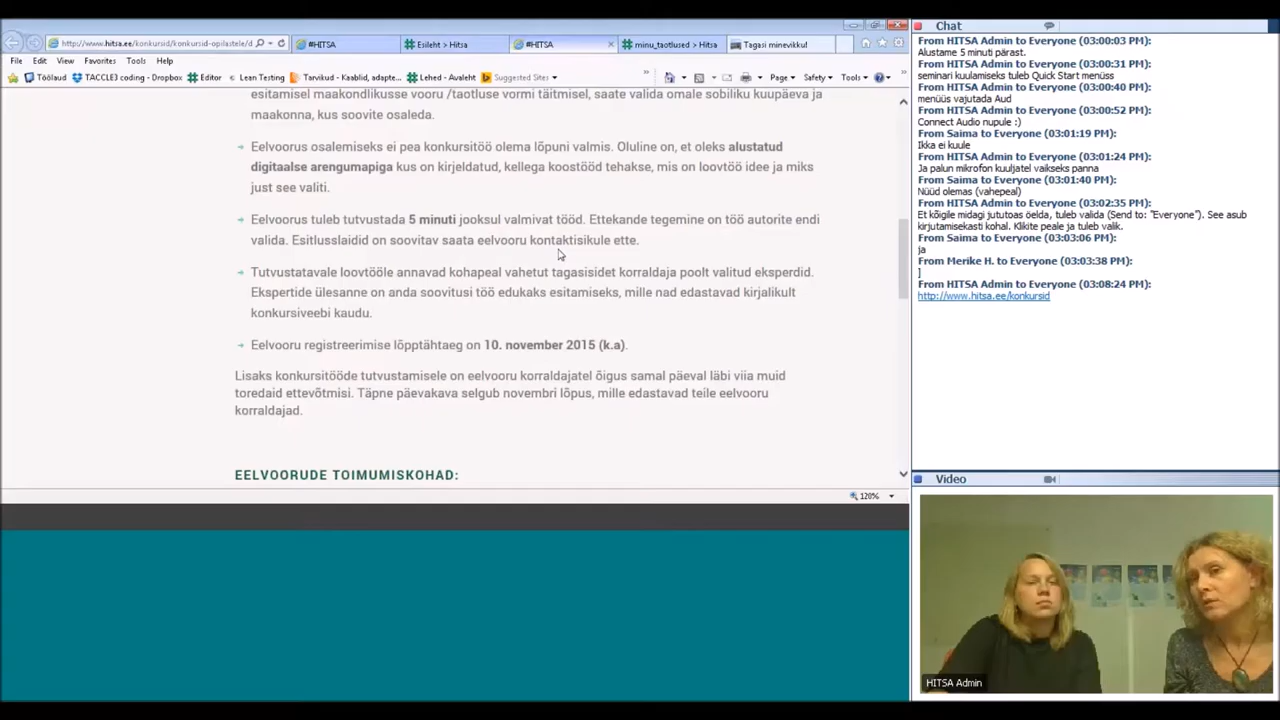 http://www.hitsa.ee/konkursid/konkursid-opilastele/d
#HITSA
Esileht > Hitsa
#HITSA
minu_taotlused > Hitsa
Tagasi minevikku!
File Edit View Favorites Tools Help
Töölaud TACCLE3 coding - Dropbox Editor Lean Testing Tarvikud - Kaablid, adapte... Lehed - Avaleht Suggested Sites Page Safety Tools
esitamisel maakondlikusse vooru /taotluse vormi täitmisel, saate valida omale sobiliku kuupäeva ja
maakonna, kus soovite osaleda.
Eelvoorus osalemiseks ei pea konkursitöö olema lõpuni valmis. Oluline on, et oleks alustatud
digitaalse arengumapiga kus on kirjeldatud, kellega koostööd tehakse, mis on loovtöö idee ja miks
just see valiti.
Eelvoorus tuleb tutvustada 5 minuti jooksul valmivat tööd. Ettekande tegemine on töö autorite endi
valida. Esitlusslaidid on soovitav saata eelvooru kontaktisikule ette.
Tutvustatavale loovtööle annavad kohapeal vahetut tagasisidet korraldaja poolt valitud eksperdid.
Ekspertide ülesanne on anda soovitusi töö edukaks esitamiseks, mille nad edastavad kirjalikult
konkursiveebi kaudu.
Eelvooru registreerimise lõpptähtaeg on 10. november 2015 (k.a).
Lisaks konkursitööde tutvustamisele on eelvooru korraldajatel õigus samal päeval läbi viia muid
toredaid ettevõtmisi. Täpne päevakava selgub novembri lõpus, mille edastavad teile eelvooru
korraldajad.
EELVOORUDE TOIMUMISKOHAD:
120%
Chat
From HITSA Admin to Everyone (03:00:03 PM):
Alustame 5 minuti pärast.
From HITSA Admin to Everyone (03:00:31 PM):
seminari kuulamiseks tuleb Quick Start menüss
From HITSA Admin to Everyone (03:00:40 PM):
menüüs vajutada Aud
From HITSA Admin to Everyone (03:00:52 PM):
Connect Audio nupule :)
From Saima to Everyone (03:01:19 PM):
Ikka ei kuule
From HITSA Admin to Everyone (03:01:24 PM):
Ja palun mikrofon kuuljatel vaikseks panna
From Saima to Everyone (03:01:40 PM):
Nüüd olemas (vahepeal)
From HITSA Admin to Everyone (03:02:35 PM):
Et kõigile midagi jututoas öelda, tuleb valida (Send to: "Everyone"). See asub
kirjutamisekasti kohal. Klikite peale ja tuleb valik.
From Saima to Everyone (03:03:06 PM):
ja
From Merike H. to Everyone (03:03:38 PM):
]
From HITSA Admin to Everyone (03:08:24 PM):
http://www.hitsa.ee/konkursid
Video
HITSA Admin